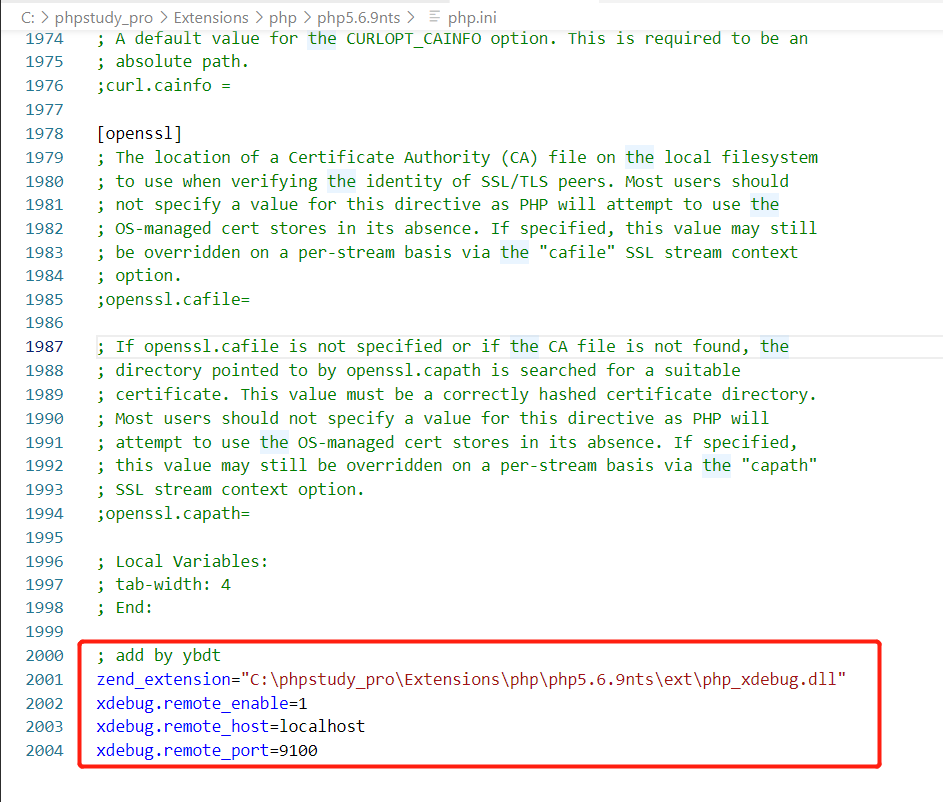 C: > phpstudy_pro > Extensions > php > php5.6.9nts > php.ini
1974 ; A default value for the CURLOPT_CAINFO option. This is required to be an
1975 ; absolute path.
1976 ;curl.cainfo =
1977
1978 [openssl]
1979 ; The location of a Certificate Authority (CA) file on the local filesystem
1980 ; to use when verifying the identity of SSL/TLS peers. Most users should
1981 ; not specify a value for this directive as PHP will attempt to use the
1982 ; OS-managed cert stores in its absence. If specified, this value may still
1983 ; be overridden on a per-stream basis via the "cafile" SSL stream context
1984 ; option.
1985 ;openssl.cafile=
1986
1987 ; If openssl.cafile is not specified or if the CA file is not found, the
1988 ; directory pointed to by openssl.capath is searched for a suitable
1989 ; certificate. This value must be a correctly hashed certificate directory.
1990 ; Most users should not specify a value for this directive as PHP will
1991 ; attempt to use the OS-managed cert stores in its absence. If specified,
1992 ; this value may still be overridden on a per-stream basis via the "capath"
1993 ; SSL stream context option.
1994 ;openssl.capath=
1995
1996 ; Local Variables:
1997 ; tab-width: 4
1998 ; End:
1999
2000 ; add by ybdt
2001 zend_extension="C:\phpstudy_pro\Extensions\php\php5.6.9nts\ext\php_xdebug.dll"
2002 xdebug.remote_enable=1
2003 xdebug.remote_host=localhost
2004 xdebug.remote_port=9100